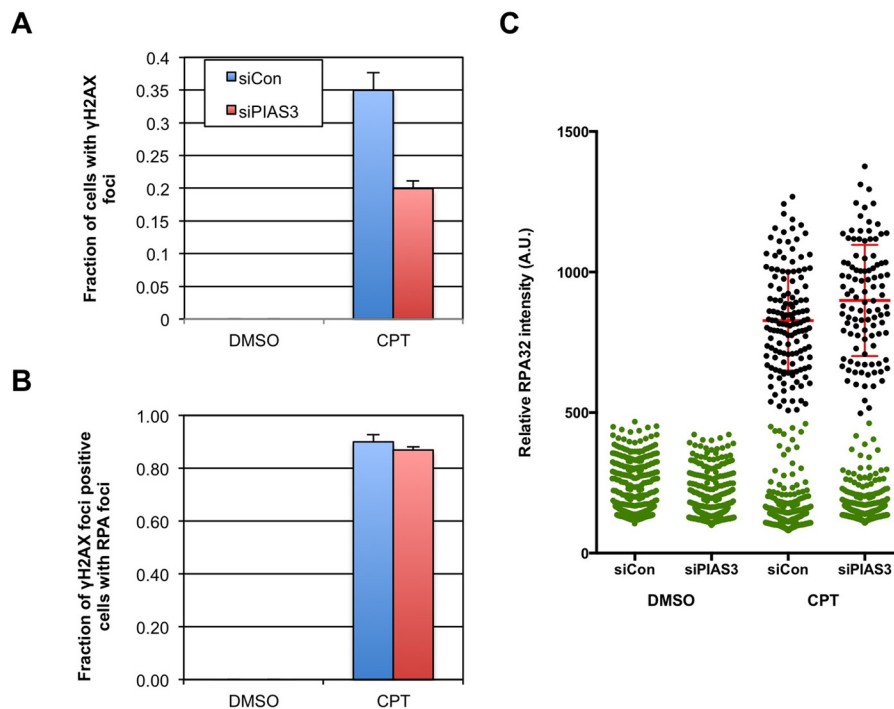 A
Fraction of cells with γH2AX
foci
0.4
0.35
0.3
0.25
0.2
0.15
0.1
0.05
0
siCon
siPIAS3
DMSO
CPT
B
Fraction of γH2AX foci positive
cells with RPA foci
1.00
0.80
0.60
0.40
0.20
0.00
DMSO
CPT
C
Relative RPA32 intensity (A.U.)
1500
1000
500
0
siCon
siPIAS3
siCon
siPIAS3
DMSO
CPT